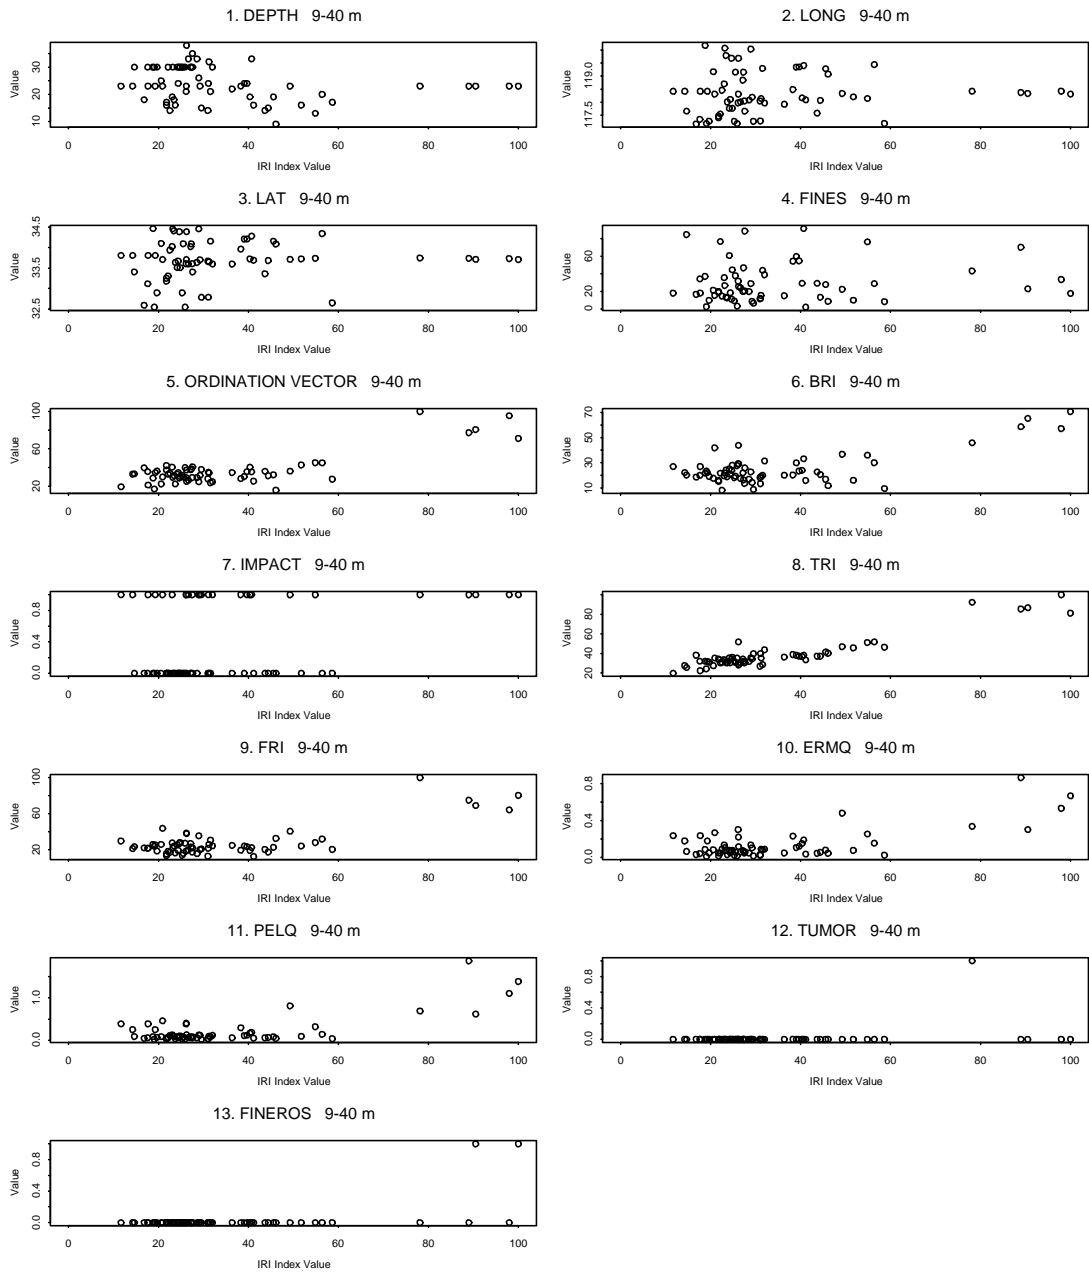 1. DEPTH 9-40 m
Value
10 20 30
0 20 40 60 80 100
IRI Index Value
2. LONG 9-40 m
Value
117.5 119.0
0 20 40 60 80 100
IRI Index Value
3. LAT 9-40 m
Value
32.5 33.5 34.5
0 20 40 60 80 100
IRI Index Value
4. FINES 9-40 m
Value
0 20 60
0 20 40 60 80 100
IRI Index Value
5. ORDINATION VECTOR 9-40 m
Value
20 60 100
0 20 40 60 80 100
IRI Index Value
6. BRI 9-40 m
Value
10 30 50 70
0 20 40 60 80 100
IRI Index Value
7. IMPACT 9-40 m
Value
0.0 0.4 0.8
0 20 40 60 80 100
IRI Index Value
8. TRI 9-40 m
Value
20 40 60 80
0 20 40 60 80 100
IRI Index Value
9. FRI 9-40 m
Value
20 60 100
0 20 40 60 80 100
IRI Index Value
10. ERMQ 9-40 m
Value
0.0 0.4 0.8
0 20 40 60 80 100
IRI Index Value
11. PELQ 9-40 m
Value
0.0 1.0
0 20 40 60 80 100
IRI Index Value
12. TUMOR 9-40 m
Value
0.0 0.4 0.8
0 20 40 60 80 100
IRI Index Value
13. FINEROS 9-40 m
Value
0.0 0.4 0.8
0 20 40 60 80 100
IRI Index Value